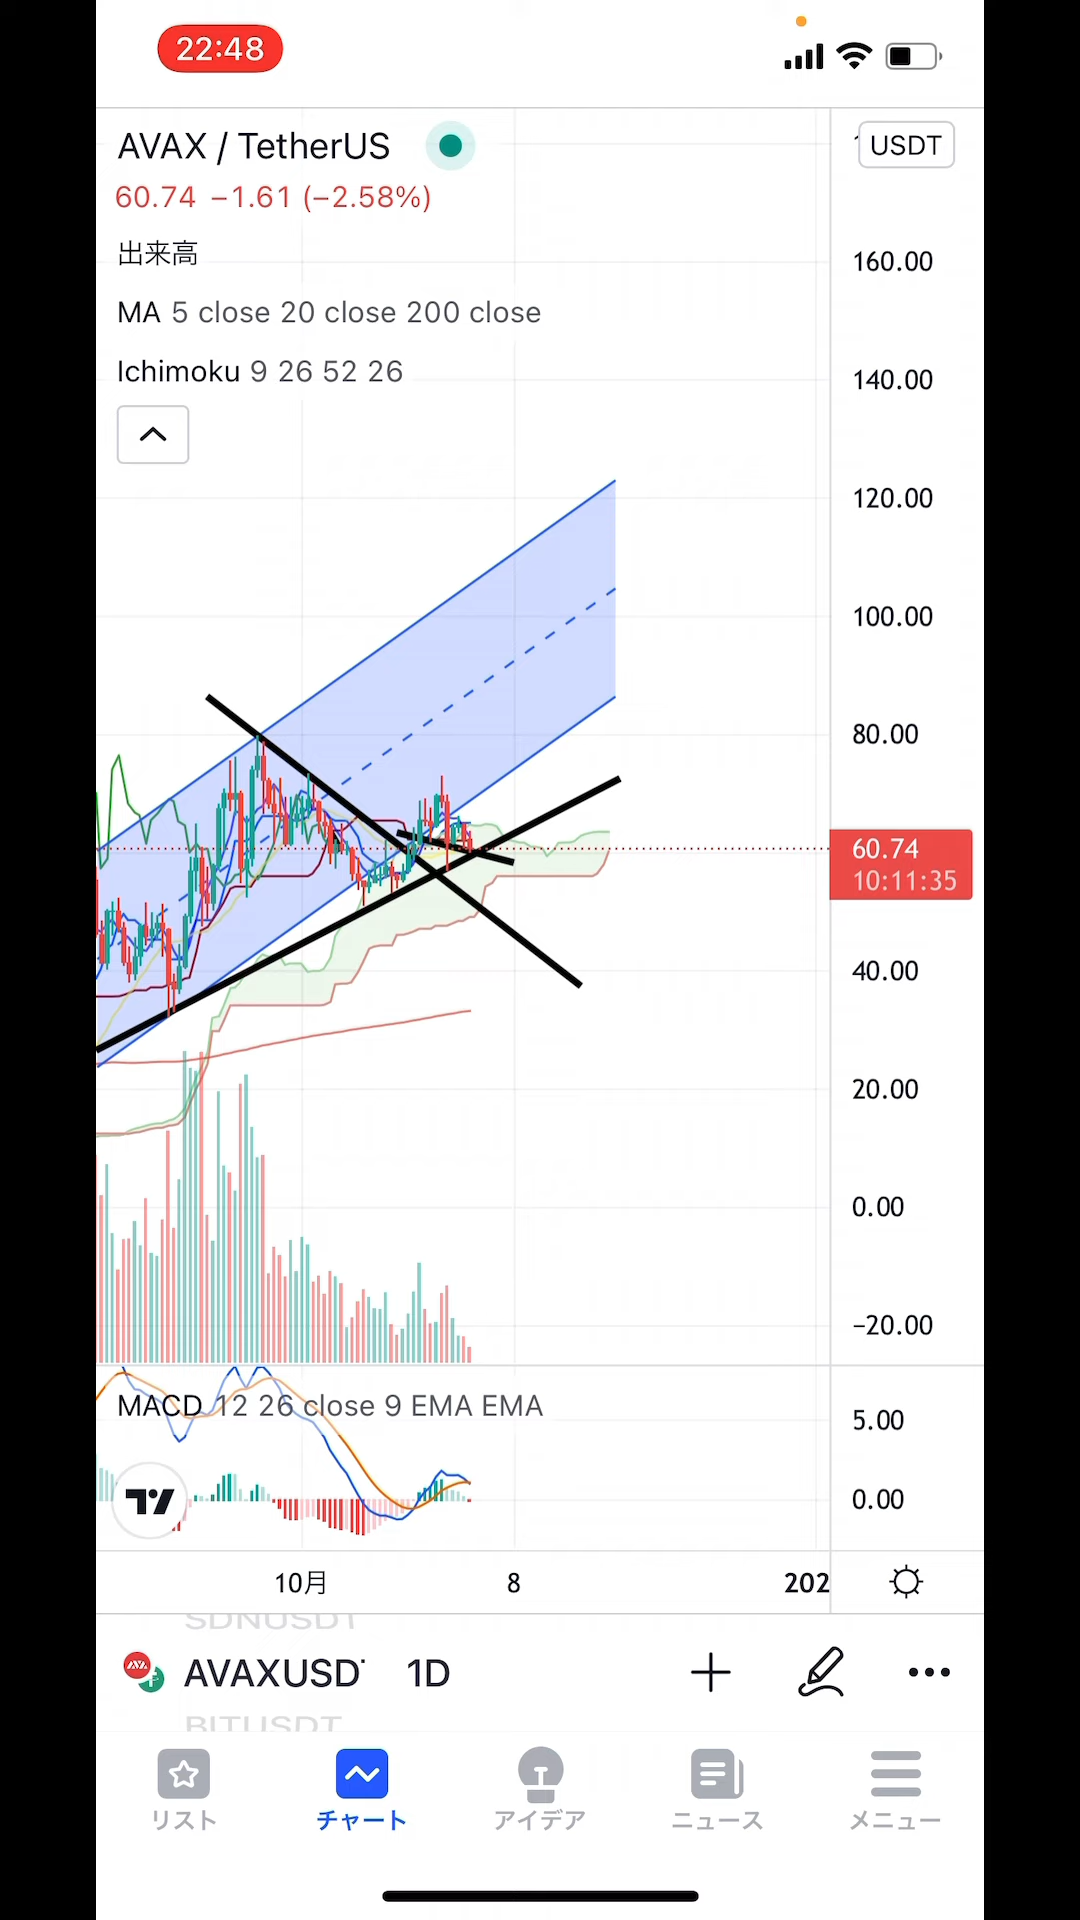 22:48
AVAX / TetherUS
USDT
60.74 −1.61 (−2.58%)
出来高
160.00
MA 5 close 20 close 200 close
Ichimoku 9 26 52 26
140.00
120.00
100.00
80.00
60.74
10:11:35
40.00
20.00
0.00
−20.00
MACD 12 26 close 9 EMA EMA
5.00
0.00
10月
8
202
SDNUSDT
AVAXUSD
1D
BITUSDT
リスト
チャート
アイデア
ニュース
メニュー